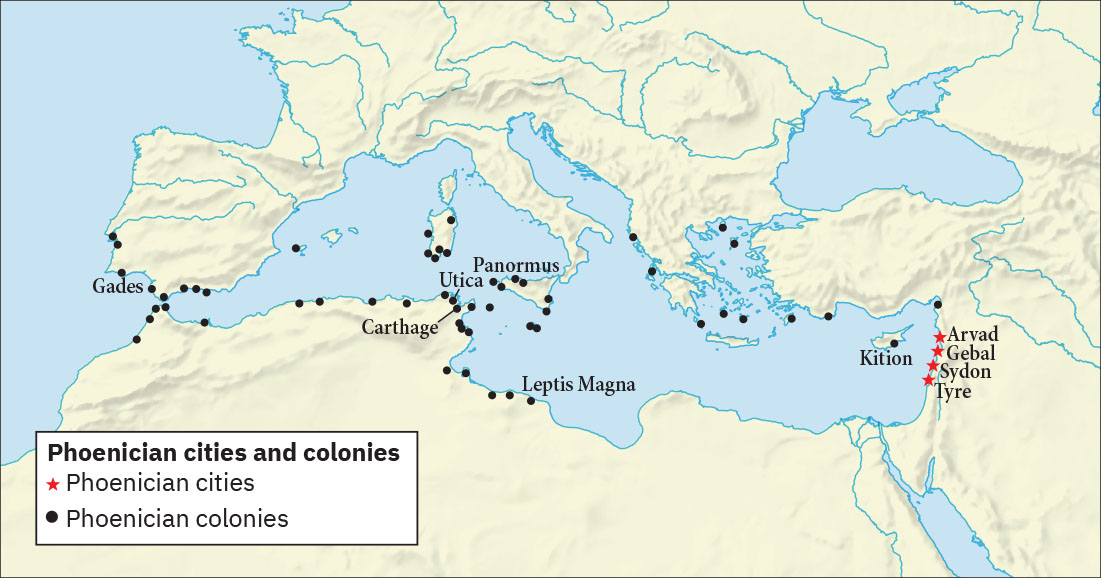 Panormus
Utica
Gades
Carthage
Arvad
Gebal
Kition
Sydon
Tyre
Leptis Magna
Phoenician cities and colonies
Phoenician cities
Phoenician colonies